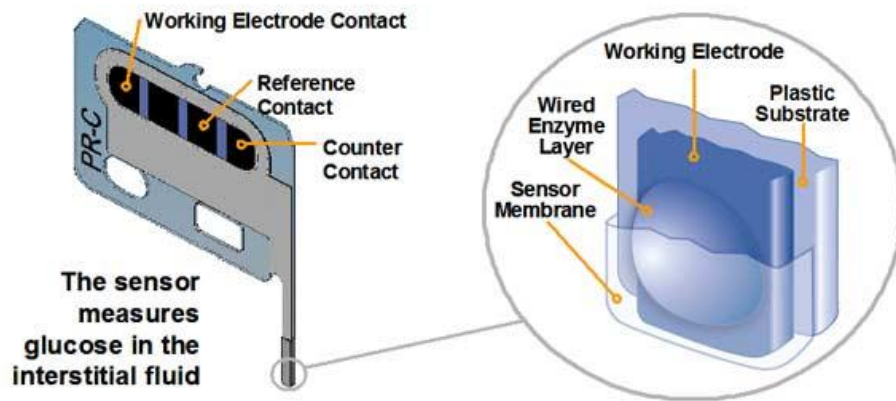 Working Electrode Contact
Reference
Contact
Counter
Contact
PR-C
The sensor
measures
glucose in the
interstitial fluid
Working Electrode
Wired
Enzyme
Layer
Plastic
Substrate
Sensor
Membrane